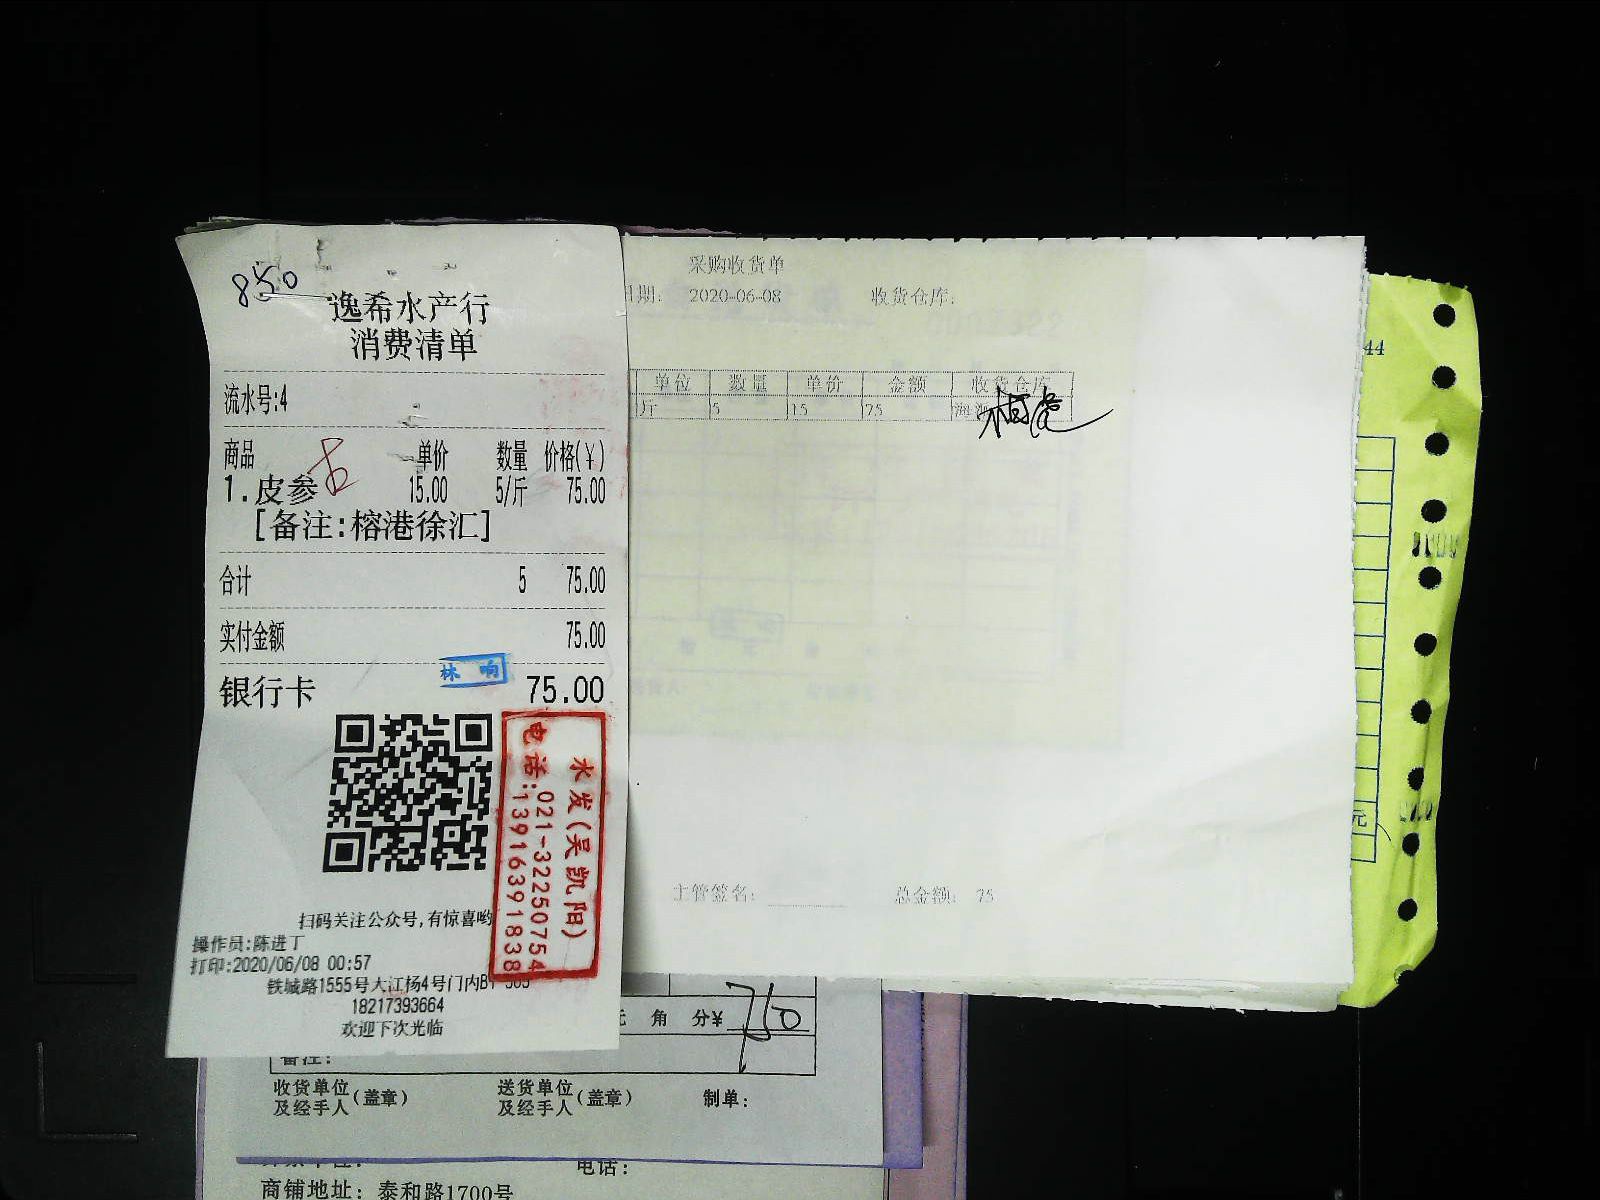 850
逸希水产行
消费清单
流水号:4
商品 单价 数量 价格(¥)
1.皮参 15.00 5/斤 75.00
[备注:榕港徐汇]
合计 5 75.00
实付金额 75.00
林 响
银行卡 75.00
水发(吴凯阳)
电话:021-32250754
13916391838
扫码关注公众号,有惊喜哟
操作员:陈进丁
打印:2020/06/08 00:57
铁城路1555号大江杨4号门内B1
18217393664
欢迎下次光临
采购收货单
日期: 2020-06-08 收货仓库:
单位 数量 单价 金额 收货仓库
斤 5 15 75
主管签名: 总金额: 75
44
元
元 角 分¥ 750
备注:
收货单位及经手人(盖章) 送货单位及经手人(盖章) 制单:
电话:
商铺地址: 泰和路1700号